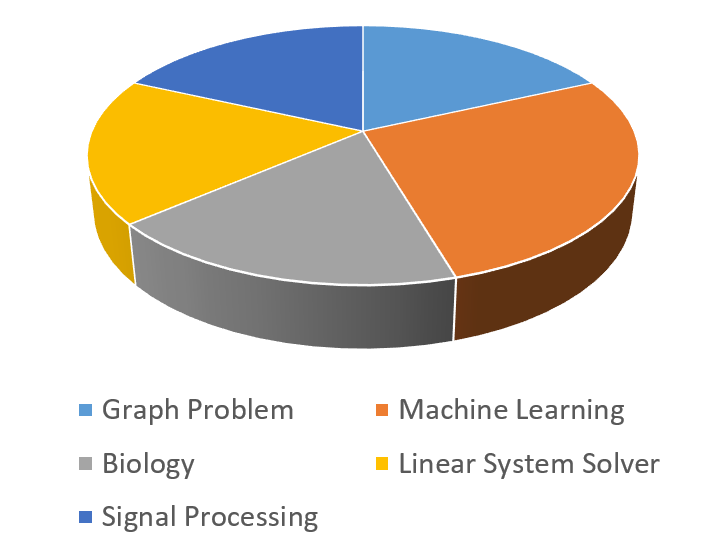 Graph Problem
Machine Learning
Biology
Linear System Solver
Signal Processing